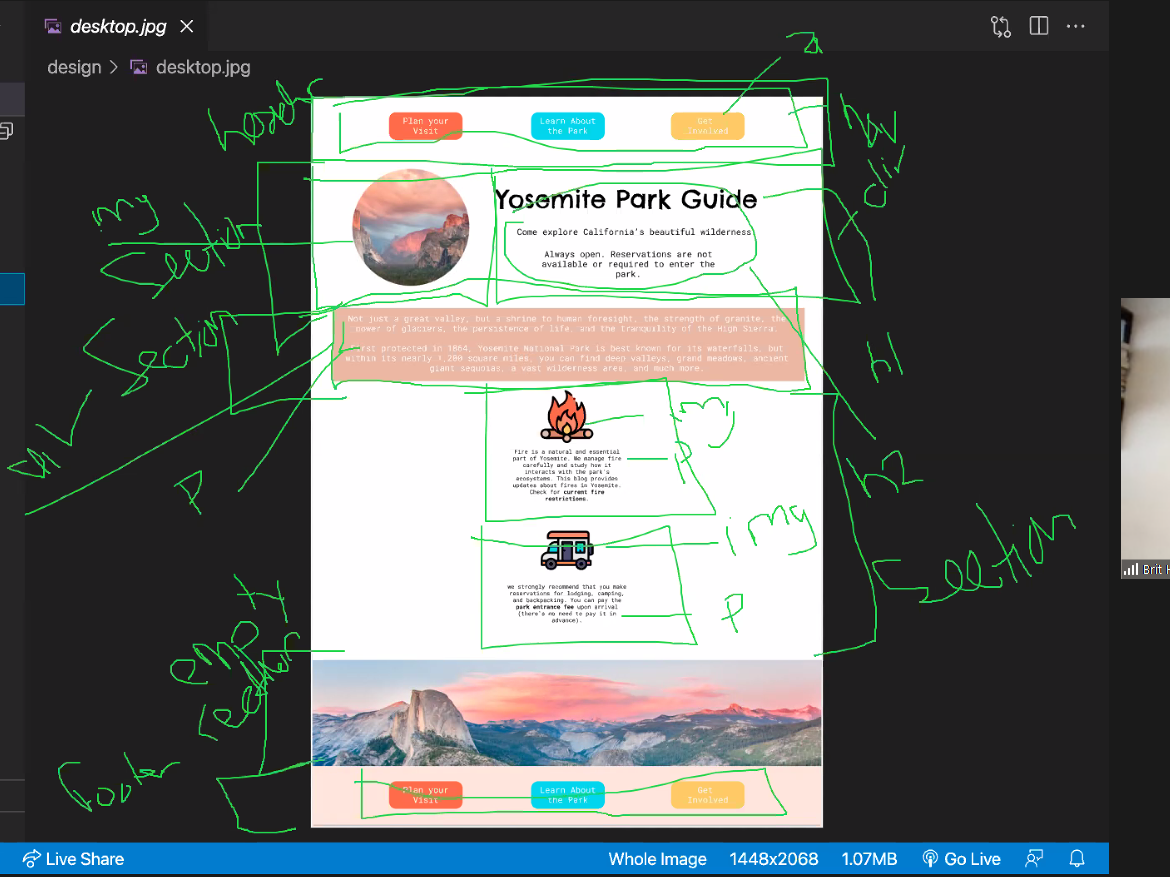 desktop.jpg
design > desktop.jpg
a
header
nav
Plan your
Visit
Learn About
the Park
Get
Involved
div
img
Section
Yosemite Park Guide
Come explore California's beautiful wilderness
Always open. Reservations are not
available or required to enter the
park.
h1
Section
Not just a great valley, but a shrine to human foresight, the strength of granite, the
power of glaciers, the persistence of life, and the tranquility of the High Sierra.
First protected in 1864, Yosemite National Park is best known for its waterfalls, but
within its nearly 1,200 square miles, you can find deep valleys, grand meadows, ancient
giant sequoias, a vast wilderness area, and much more.
div
p
img
p
h2
Fire is a natural and essential
part of Yosemite. We manage fire
carefully and study how it
interacts with the park's
ecosystems. This blog provides
updates about fires in Yosemite.
Check for current fire
restrictions.
img
Section
We strongly recommend that you make
reservations for lodging, camping,
and backpacking. You can pay the
park entrance fee upon arrival
(there's no need to pay it in
advance).
p
empty
Footer
Plan your
Visit
Learn About
the Park
Get
Involved
Brit
Live Share
Whole Image 1448x2068 1.07MB Go Live